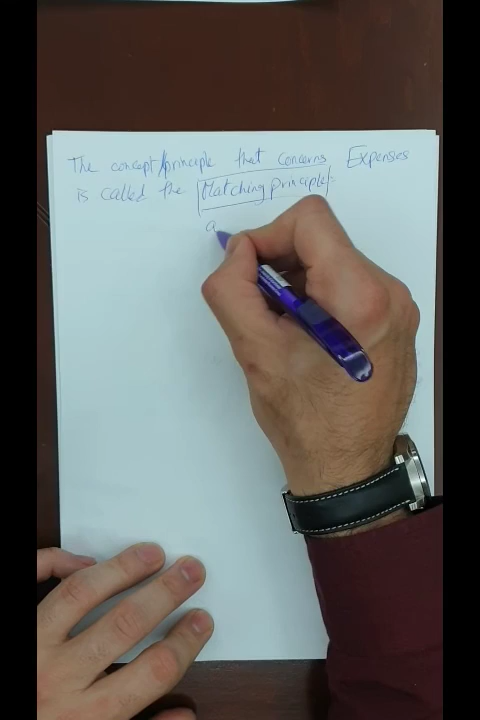 The concept/principle that concerns Expenses
is called the Matching principle:
a